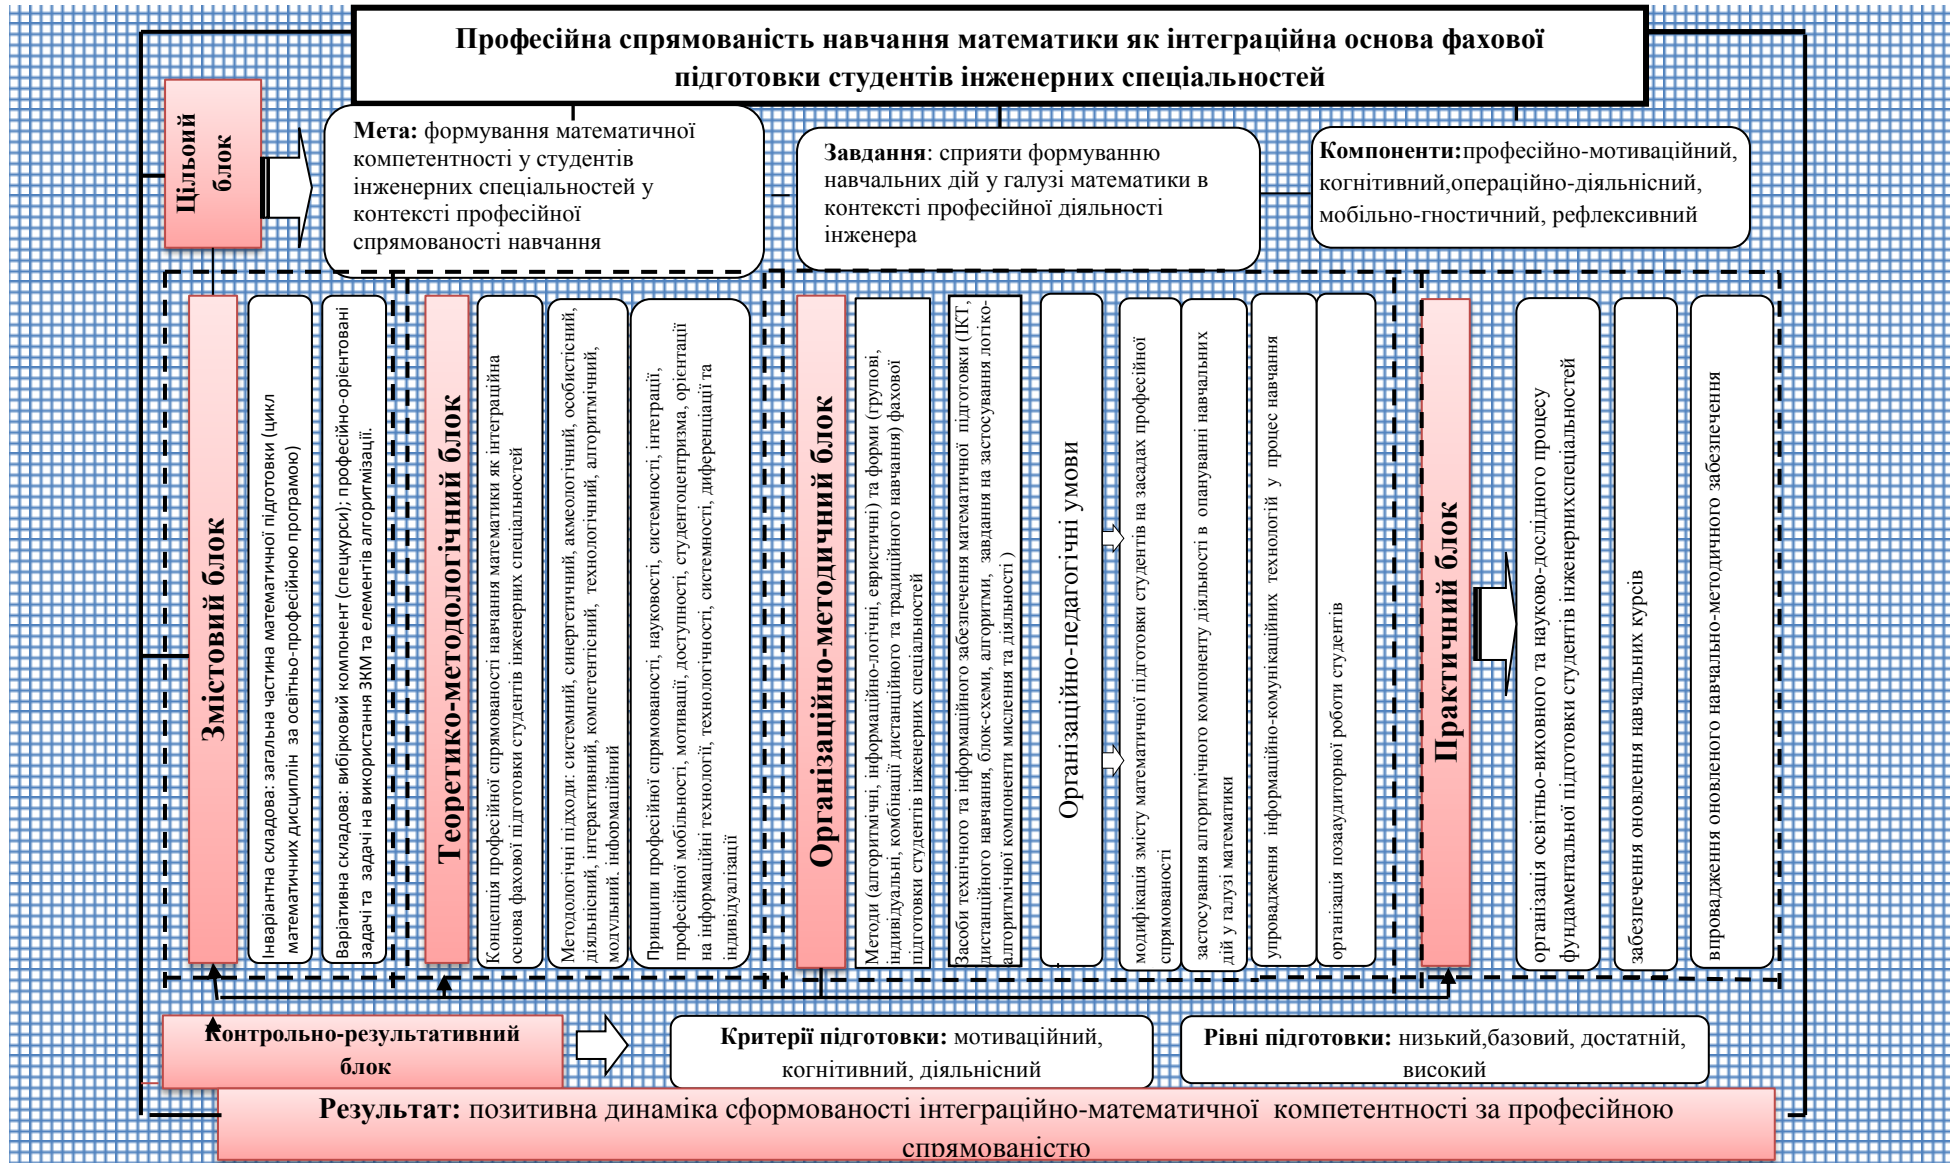 Професійна спрямованість навчання математики як інтеграційна основа фахової
підготовки студентів інженерних спеціальностей
Цільовий
блок
Мета: формування математичної
компетентності у студентів
інженерних спеціальностей у
контексті професійної
спрямованості навчання
Завдання: сприяти формуванню
навчальних дій у галузі математики в
контексті професійної діяльності
інженера
Компоненти:професійно-мотиваційний,
когнітивний,операційно-діяльнісний,
мобільно-гностичний, рефлексивний
Змістовий блок
Інваріантна складова: загальна частина математичної підготовки (цикл
математичних дисциплін за освітньо-професійною програмою)
Варіативна складова: вибірковий компонент (спецкурси); професійно-орієнтовані
задачі та задачі на використання ЗКМ та елементів алгоритмізації.
Теоретико-методологічний блок
Концепція професійної спрямованості навчання математики як інтеграційна
основа фахової підготовки студентів інженерних спеціальностей
Методологічні підходи: системний, синергетичний, акмеологічний, особистісний,
діяльнісний, інтерактивний, компетентісний, технологічний, алгоритмічний,
модульний, інформаційний
Принципи професійної спрямованості, науковості, системності, інтеграції,
професійної мобільності, мотивації, доступності, студентоцентризма, орієнтації
на інформаційні технології, технологічності, системності, диференціації та
індивідуалізації
Організаційно-методичний блок
Методи (алгоритмічні, інформаційно-логічні, евристичні) та форми (групові,
індивідуальні, комбінації дистанційного та традиційного навчання) фахової
підготовки студентів інженерних спеціальностей
Засоби технічного та інформаційного забезпечення математичної підготовки (ІКТ,
дистанційного навчання, блок-схеми, алгоритми, завдання на застосування логіко-
алгоритмічної компоненти мислення та діяльності )
Організаційно-педагогічні умови
модифікація змісту математичної підготовки студентів на засадах професійної
спрямованості
застосування алгоритмічного компоненту діяльності в опануванні навчальних
дій у галузі математики
упровадження інформаційно-комунікаційних технологій у процес навчання
організація позааудиторної роботи студентів
Практичний блок
організація освітньо-виховного та науково-дослідного процесу
фундаментальної підготовки студентів інженернихспеціальностей
забезпечення оновлення навчальних курсів
впровадження оновленого навчально-методичного забезпечення
Контрольно-результативний
блок
Критерії підготовки: мотиваційний,
когнітивний, діяльнісний
Рівні підготовки: низький,базовий, достатній,
високий
Результат: позитивна динаміка сформованості інтеграційно-математичної компетентності за професійною
спрямованістю